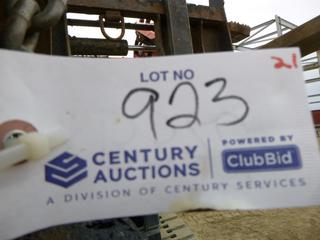 21
LOT NO
923
CENTURY AUCTIONS
POWERED BY
ClubBid
A DIVISION OF CENTURY SERVICES